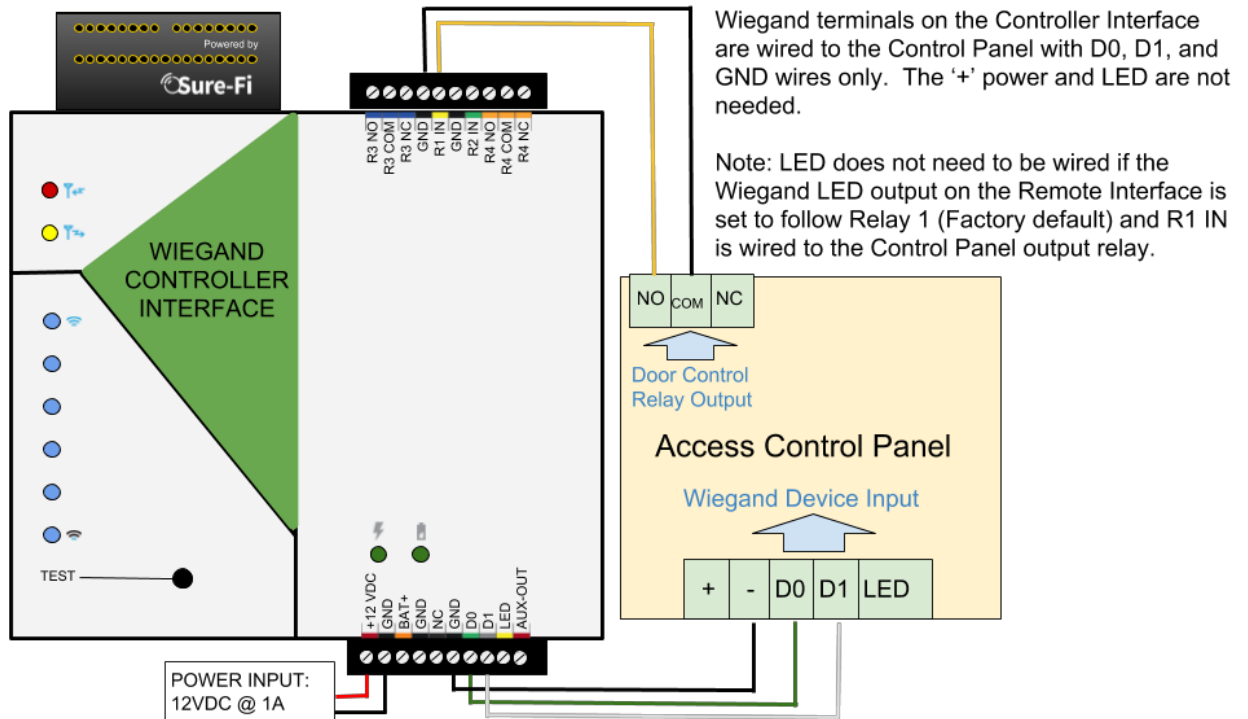 Powered by
Sure-Fi
Wiegand terminals on the Controller Interface
are wired to the Control Panel with D0, D1, and
GND wires only.  The ‘+’ power and LED are not
needed.
Note: LED does not need to be wired if the
Wiegand LED output on the Remote Interface is
set to follow Relay 1 (Factory default) and R1 IN
is wired to the Control Panel output relay.
R3 NO
R3 COM
R3 NC
GND
R1 IN
GND
R2 IN
R4 NO
R4 COM
R4 NC
WIEGAND
CONTROLLER
INTERFACE
NO COM NC
Door Control
Relay Output
Access Control Panel
Wiegand Device Input
+ - D0 D1 LED
TEST
+12 VDC
GND
BAT+
GND
NC
GND
D0
D1
LED
AUX-OUT
POWER INPUT:
12VDC @ 1A